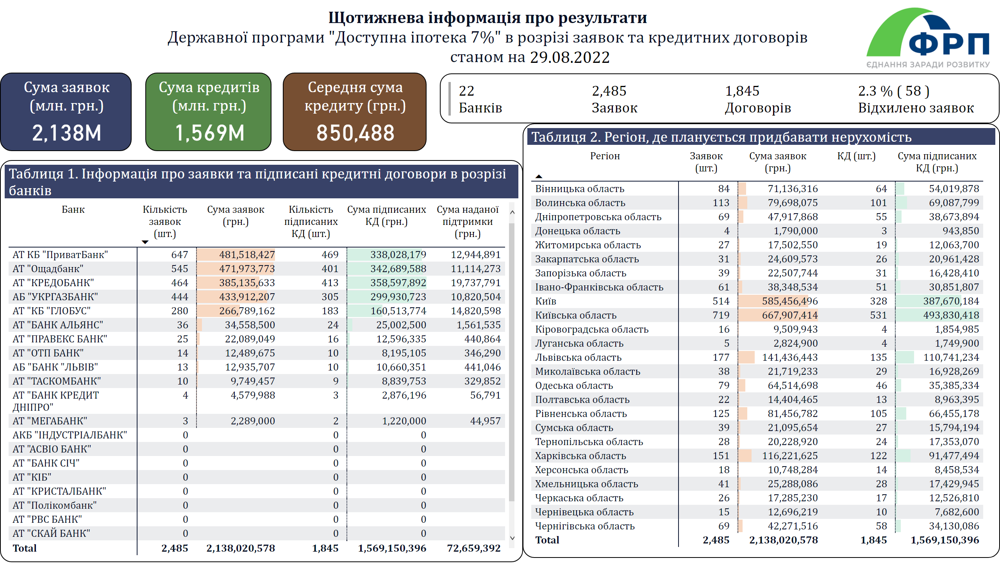 Щотижнева інформація про результати
Державної програми "Доступна іпотека 7%" в розрізі заявок та кредитних договорів
станом на 29.08.2022
ФРП
ЄДНАННЯ ЗАРАДИ РОЗВИТКУ
Сума заявок
(млн. грн.)
2,138M
Сума кредитів
(млн. грн.)
1,569M
Середня сума
кредиту (грн.)
850,488
22 2,485 1,845 2.3 % ( 58 )
Банків Заявок Договорів Відхилено заявок
Таблиця 1. Інформація про заявки та підписані кредитні договори в розрізі
банків
Банк Кількість Сума заявок Кількість Сума підписаних Сума наданої
заявок (грн.) підписаних КД (грн.) підтримки
(шт.) КД (шт.) (грн.)
АТ КБ "ПриватБанк" 647 481,518,427 469 338,028,179 12,944,891
АТ "Ощадбанк" 545 471,973,773 401 342,689,588 11,114,273
АТ "КРЕДОБАНК" 464 385,135,633 413 358,597,892 19,737,791
АБ "УКРГАЗБАНК" 444 433,912,207 305 299,930,723 10,820,504
АТ "КБ "ГЛОБУС" 280 266,789,162 183 160,513,774 14,820,598
АТ "БАНК АЛЬЯНС" 36 34,558,500 24 25,002,500 1,561,535
АТ "ПРАВЕКС БАНК" 25 22,089,049 16 12,596,335 440,864
АТ "ОТП БАНК" 14 12,489,675 10 8,195,105 346,290
АБ "БАНК "ЛЬВІВ" 13 12,935,707 10 10,660,351 441,046
АТ "ТАСКОМБАНК" 10 9,749,457 9 8,839,753 329,852
АТ "БАНК КРЕДИТ 4 4,579,988 3 2,876,196 56,791
ДНІПРО"
АТ "МЕГАБАНК" 3 2,289,000 2 1,220,000 44,957
АКБ "ІНДУСТРІАЛБАНК" 0 0 0
АТ "АСВІО БАНК" 0 0 0
АТ "БАНК СІЧ" 0 0 0
АТ "КІБ" 0 0 0
АТ "КРИСТАЛБАНК" 0 0 0
АТ "Полікомбанк" 0 0 0
АТ "РВС БАНК" 0 0 0
АТ "СКАЙ БАНК" 0 0 0
Total 2,485 2,138,020,578 1,845 1,569,150,396 72,659,392
Таблиця 2. Регіон, де планується придбавати нерухомість
Регіон Заявок Сума заявок КД (шт.) Сума підписаних
(шт.) (грн.) КД (грн.)
Вінницька область 84 71,136,316 64 54,019,878
Волинська область 113 79,698,075 101 69,087,799
Дніпропетровська область 69 47,917,868 55 38,673,894
Донецька область 4 1,790,000 3 943,850
Житомирська область 27 17,502,550 19 12,063,700
Закарпатська область 31 24,609,573 26 20,961,428
Запорізька область 39 22,507,744 31 16,428,410
Івано-Франківська область 61 38,348,534 51 30,851,807
Київ 514 585,456,496 328 387,670,184
Київська область 719 667,907,414 531 493,830,418
Кіровоградська область 16 9,509,943 4 1,854,985
Луганська область 5 2,824,900 4 1,749,900
Львівська область 177 141,436,443 135 110,741,234
Миколаївська область 38 21,719,233 29 16,928,269
Одеська область 79 64,514,698 46 35,385,334
Полтавська область 22 14,404,465 13 8,963,395
Рівненська область 125 81,456,782 105 66,455,178
Сумська область 39 21,095,654 27 15,794,194
Тернопільська область 28 20,228,920 24 17,353,070
Харківська область 151 116,221,625 122 91,477,494
Херсонська область 18 10,748,284 14 8,458,534
Хмельницька область 41 25,288,086 28 17,429,945
Черкаська область 26 17,285,230 17 12,526,810
Чернівецька область 15 12,696,219 10 7,682,600
Чернігівська область 69 42,271,516 58 34,130,086
Total 2,485 2,138,020,578 1,845 1,569,150,396